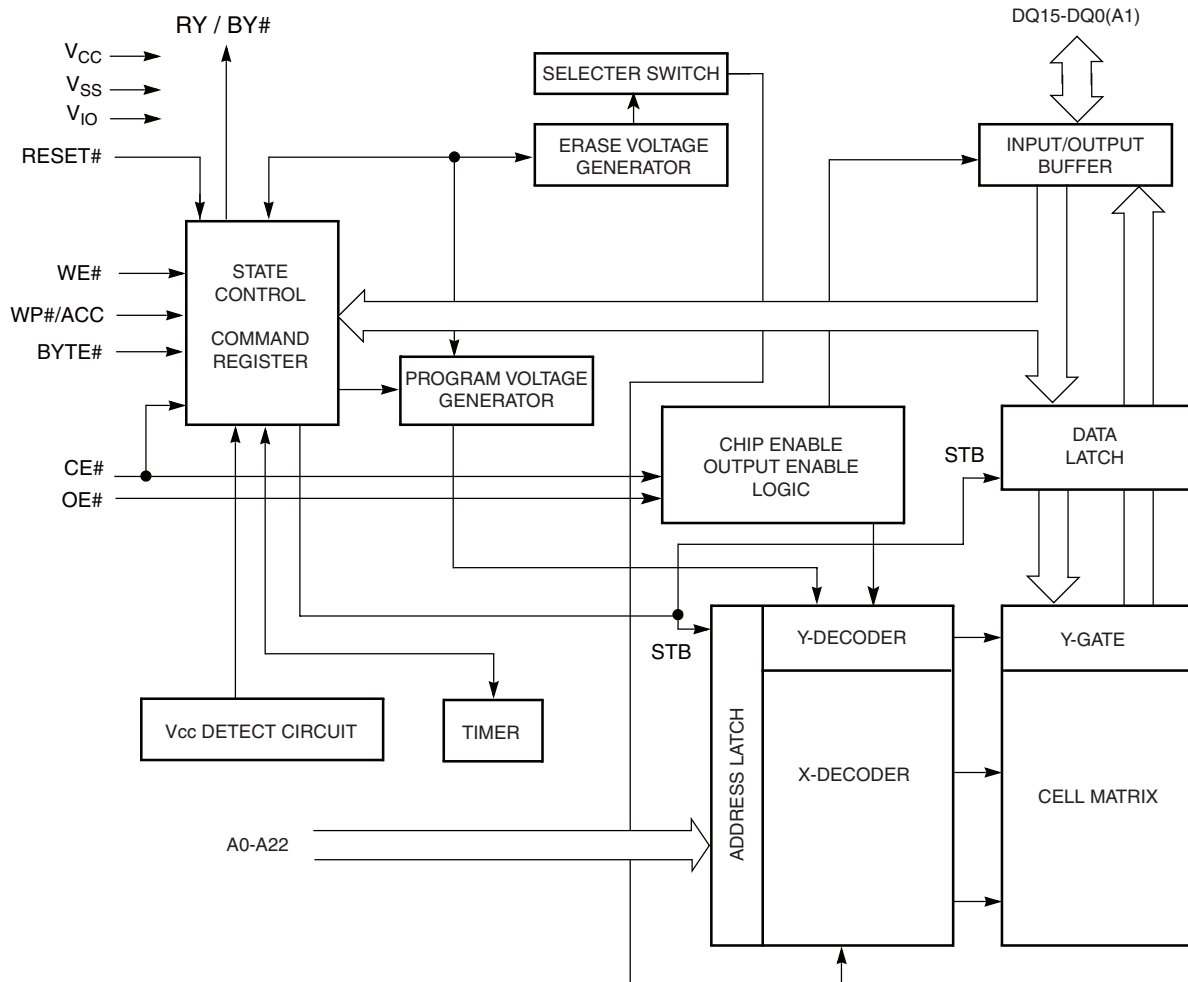 RY / BY#
DQ15-DQ0(A1)
VCC
VSS
VIO
SELECTER SWITCH
RESET#
ERASE VOLTAGE
GENERATOR
INPUT/OUTPUT
BUFFER
WE#
WP#/ACC
BYTE#
STATE
CONTROL
COMMAND
REGISTER
PROGRAM VOLTAGE
GENERATOR
CE#
OE#
CHIP ENABLE
OUTPUT ENABLE
LOGIC
STB
DATA
LATCH
STB
ADDRESS LATCH
Y-DECODER
Y-GATE
Vcc DETECT CIRCUIT
TIMER
X-DECODER
CELL MATRIX
A0-A22